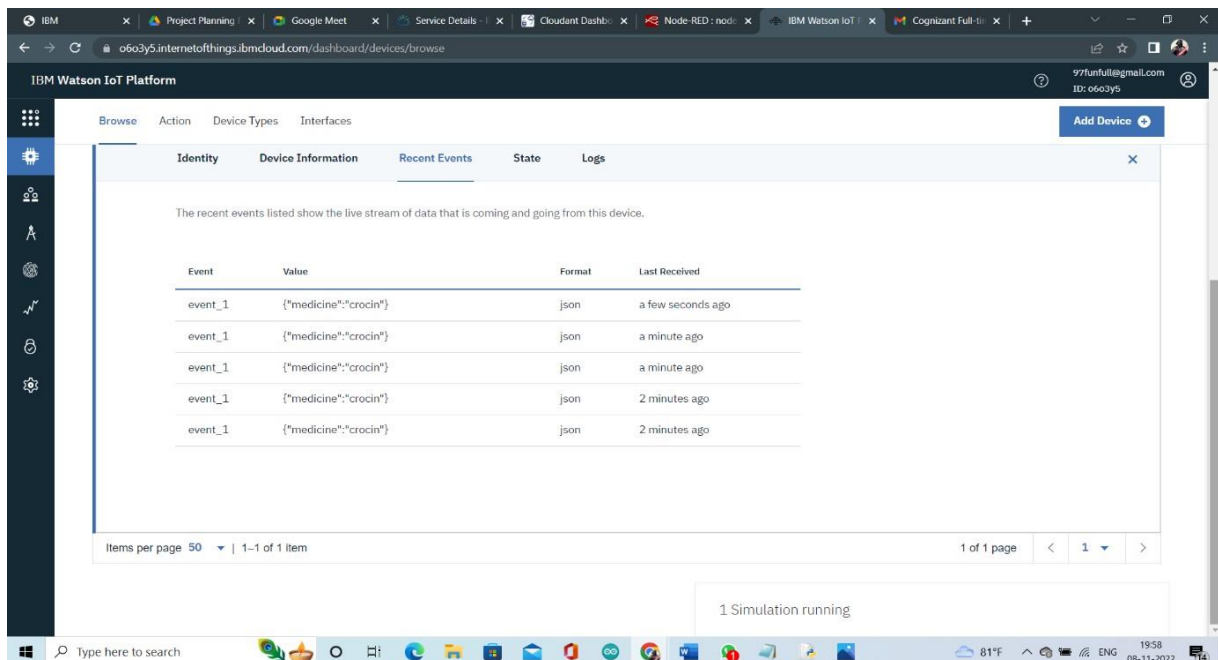 IBM
Project Planning
Google Meet
Service Details - I
Cloudant Dashbo
Node-RED : node
IBM Watson IoT
Cognizant Full-tim
o6o3y5.internetofthings.ibmcloud.com/dashboard/devices/browse
IBM Watson IoT Platform
97funfull@gmail.com
ID: o6o3y5
Browse Action Device Types Interfaces
Add Device
Identity Device Information Recent Events State Logs
The recent events listed show the live stream of data that is coming and going from this device.
Event Value Format Last Received
event_1 {"medicine":"crocin"} json a few seconds ago
event_1 {"medicine":"crocin"} json a minute ago
event_1 {"medicine":"crocin"} json a minute ago
event_1 {"medicine":"crocin"} json 2 minutes ago
event_1 {"medicine":"crocin"} json 2 minutes ago
Items per page 50 | 1–1 of 1 item
1 of 1 page < 1 >
1 Simulation running
Type here to search
81°F ENG 19:58
08-11-2022 14